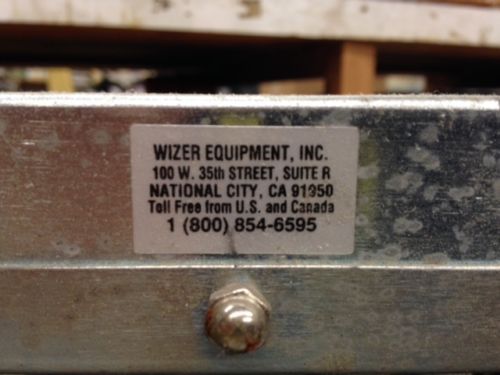 WIZER EQUIPMENT, INC.
100 W. 35th STREET, SUITE R
NATIONAL CITY, CA 91950
Toll Free from U.S. and Canada
1 (800) 854-6595